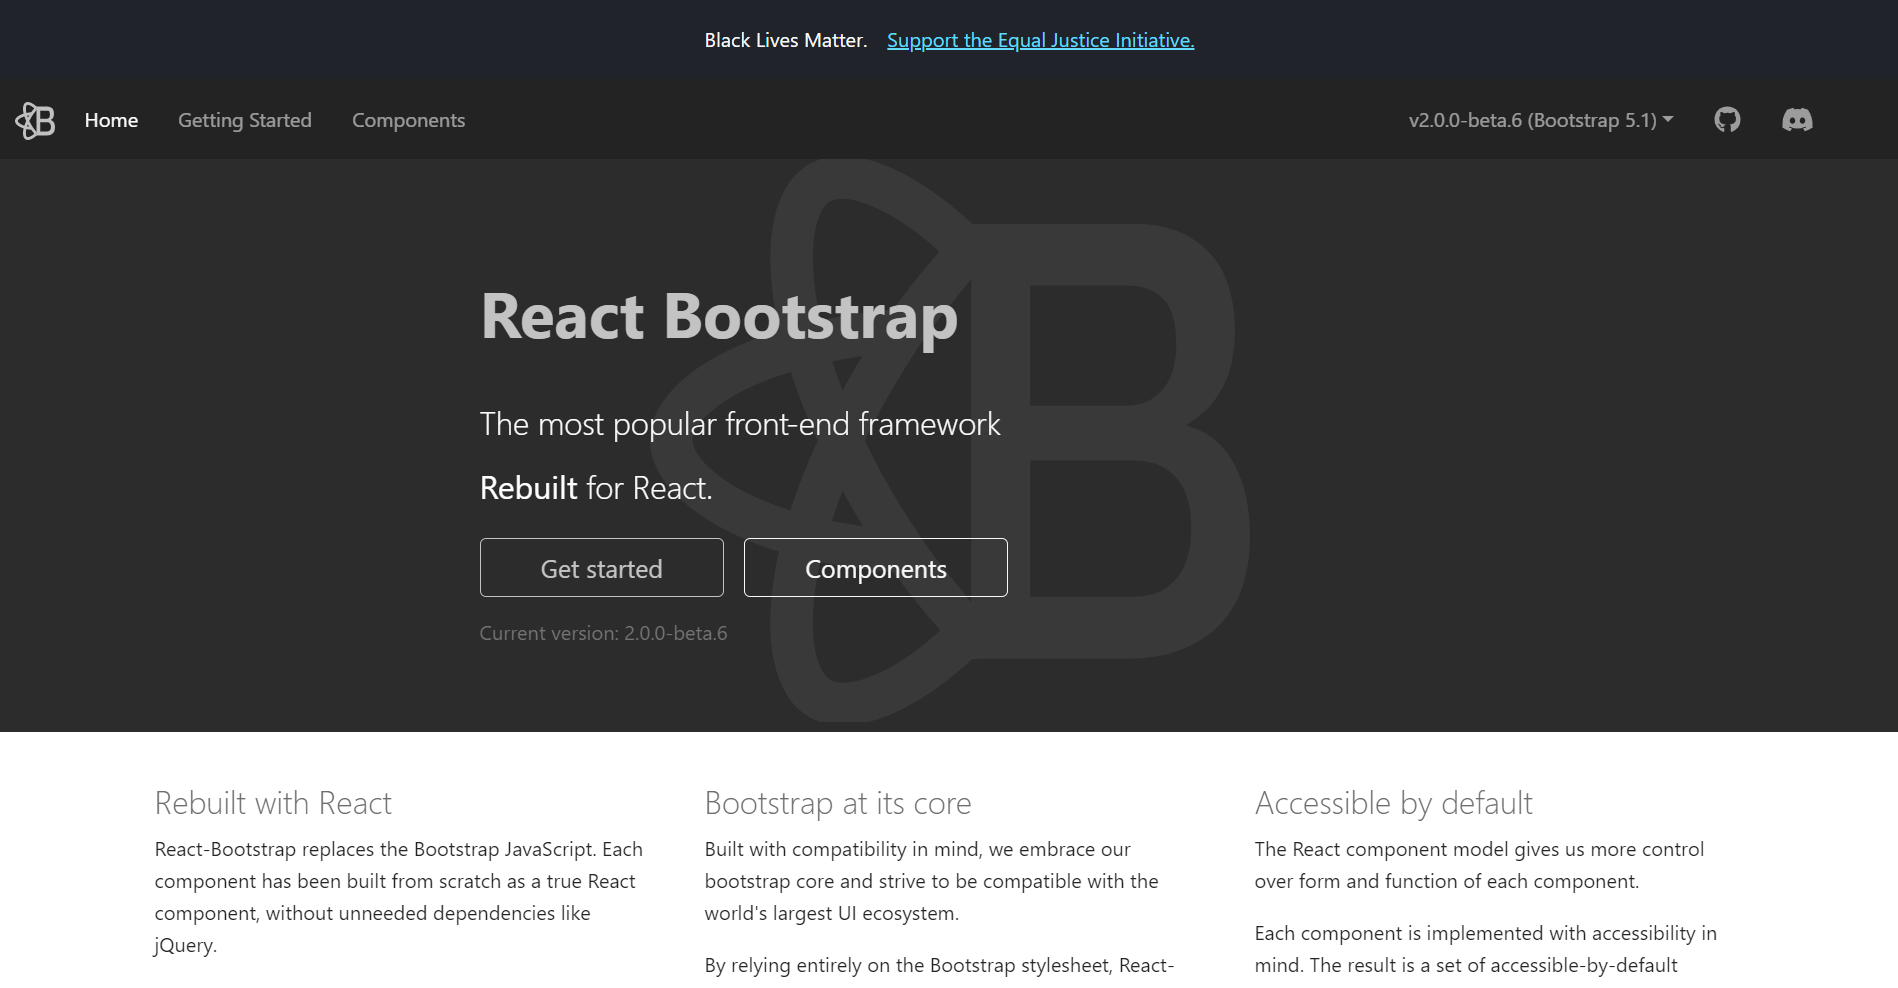 Black Lives Matter. Support the Equal Justice Initiative.
B Home Getting Started Components v2.0.0-beta.6 (Bootstrap 5.1)
React Bootstrap
The most popular front-end framework
Rebuilt for React.
Get started Components
Current version: 2.0.0-beta.6
Rebuilt with React
React-Bootstrap replaces the Bootstrap JavaScript. Each
component has been built from scratch as a true React
component, without unneeded dependencies like
jQuery.
Bootstrap at its core
Built with compatibility in mind, we embrace our
bootstrap core and strive to be compatible with the
world's largest UI ecosystem.
By relying entirely on the Bootstrap stylesheet, React-
Accessible by default
The React component model gives us more control
over form and function of each component.
Each component is implemented with accessibility in
mind. The result is a set of accessible-by-default